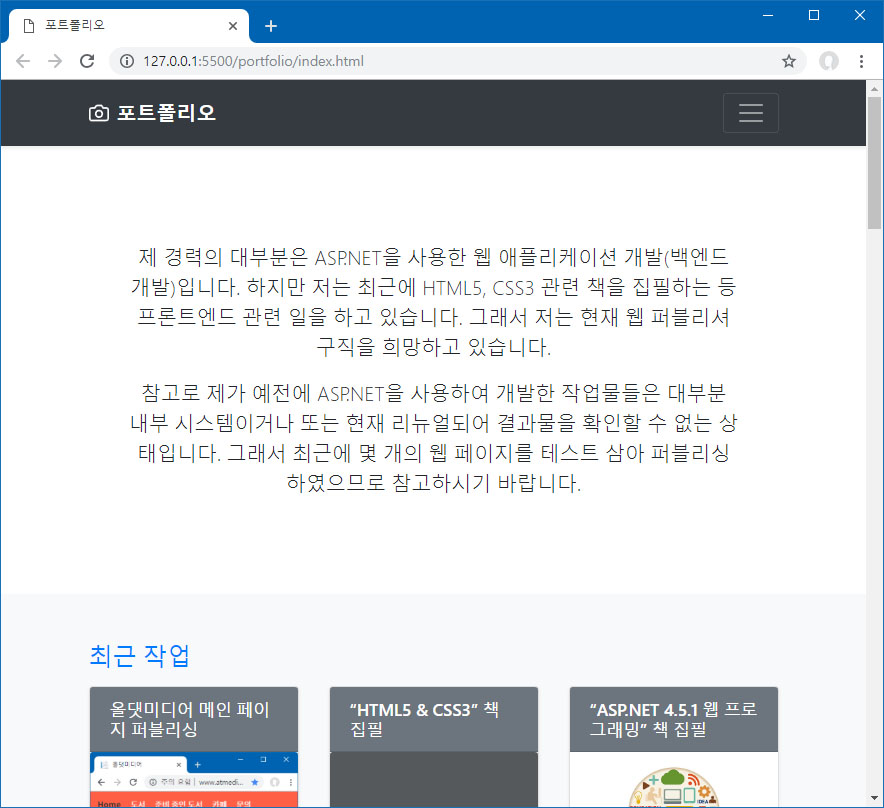 포트폴리오
127.0.0.1:5500/portfolio/index.html
포트폴리오
제 경력의 대부분은 ASP.NET을 사용한 웹 애플리케이션 개발(백엔드
개발)입니다. 하지만 저는 최근에 HTML5, CSS3 관련 책을 집필하는 등
프론트엔드 관련 일을 하고 있습니다. 그래서 저는 현재 웹 퍼블리셔
구직을 희망하고 있습니다.
참고로 제가 예전에 ASP.NET을 사용하여 개발한 작업물들은 대부분
내부 시스템이거나 또는 현재 리뉴얼되어 결과물을 확인할 수 없는 상
태입니다. 그래서 최근에 몇 개의 웹 페이지를 테스트 삼아 퍼블리싱
하였으므로 참고하시기 바랍니다.
최근 작업
올댓미디어 메인 페이
지 퍼블리싱
“HTML5 & CSS3” 책
집필
“ASP.NET 4.5.1 웹 프로
그래밍” 책 집필
올댓미디어
주의 요함 | www.atmedi...
Home 도서 준비 중인 도서 카페 문의
IDEA